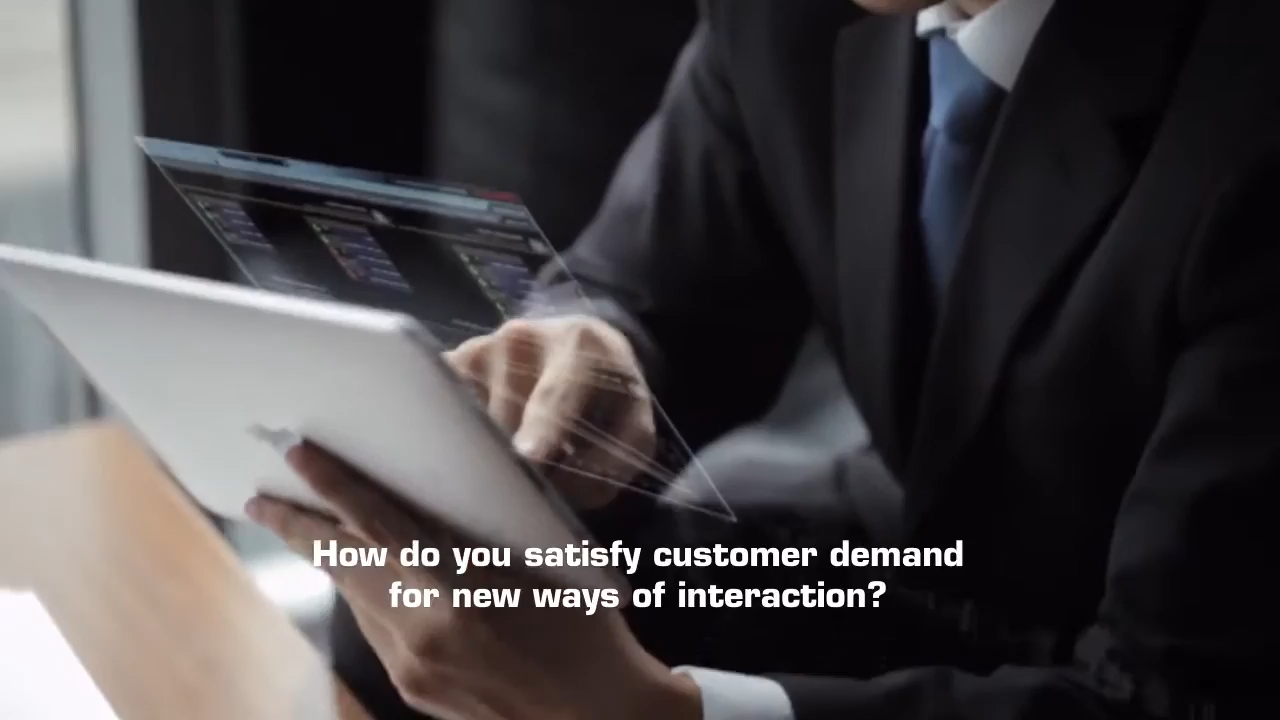 How do you satisfy customer demand
for new ways of interaction?